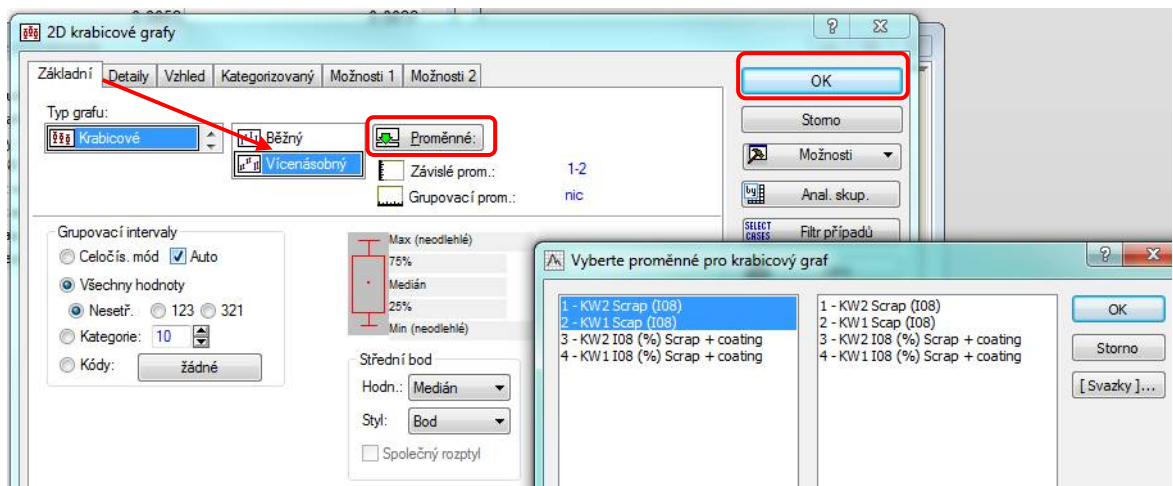 2D krabicové grafy
Základní Detaily Vzhled Kategorizovaný Možnosti 1 Možnosti 2
OK
Typ grafu:
Krabicové
Běžný
Vícenásobný
Proměnné:
Storno
Možnosti
Závislé prom.: 1-2
Grupovací prom.: nic
Anal. skup.
SELECT CASES Filtr případů
Grupovací intervaly
Celočís. mód Auto
Všechny hodnoty
Nesetř. 123 321
Kategorie: 10
Kódy: žádné
Max (neodlehlé)
75%
Medián
25%
Min (neodlehlé)
Střední bod
Hodn.: Medián
Styl: Bod
Společný rozptyl
Vyberte proměnné pro krabicový graf
1 - KW2 Scrap (I08)
2 - KW1 Scap (I08)
3 - KW2 I08 (%) Scrap + coating
4 - KW1 I08 (%) Scrap + coating
1 - KW2 Scrap (I08)
2 - KW1 Scap (I08)
3 - KW2 I08 (%) Scrap + coating
4 - KW1 I08 (%) Scrap + coating
OK
Storno
[ Svazky ]...